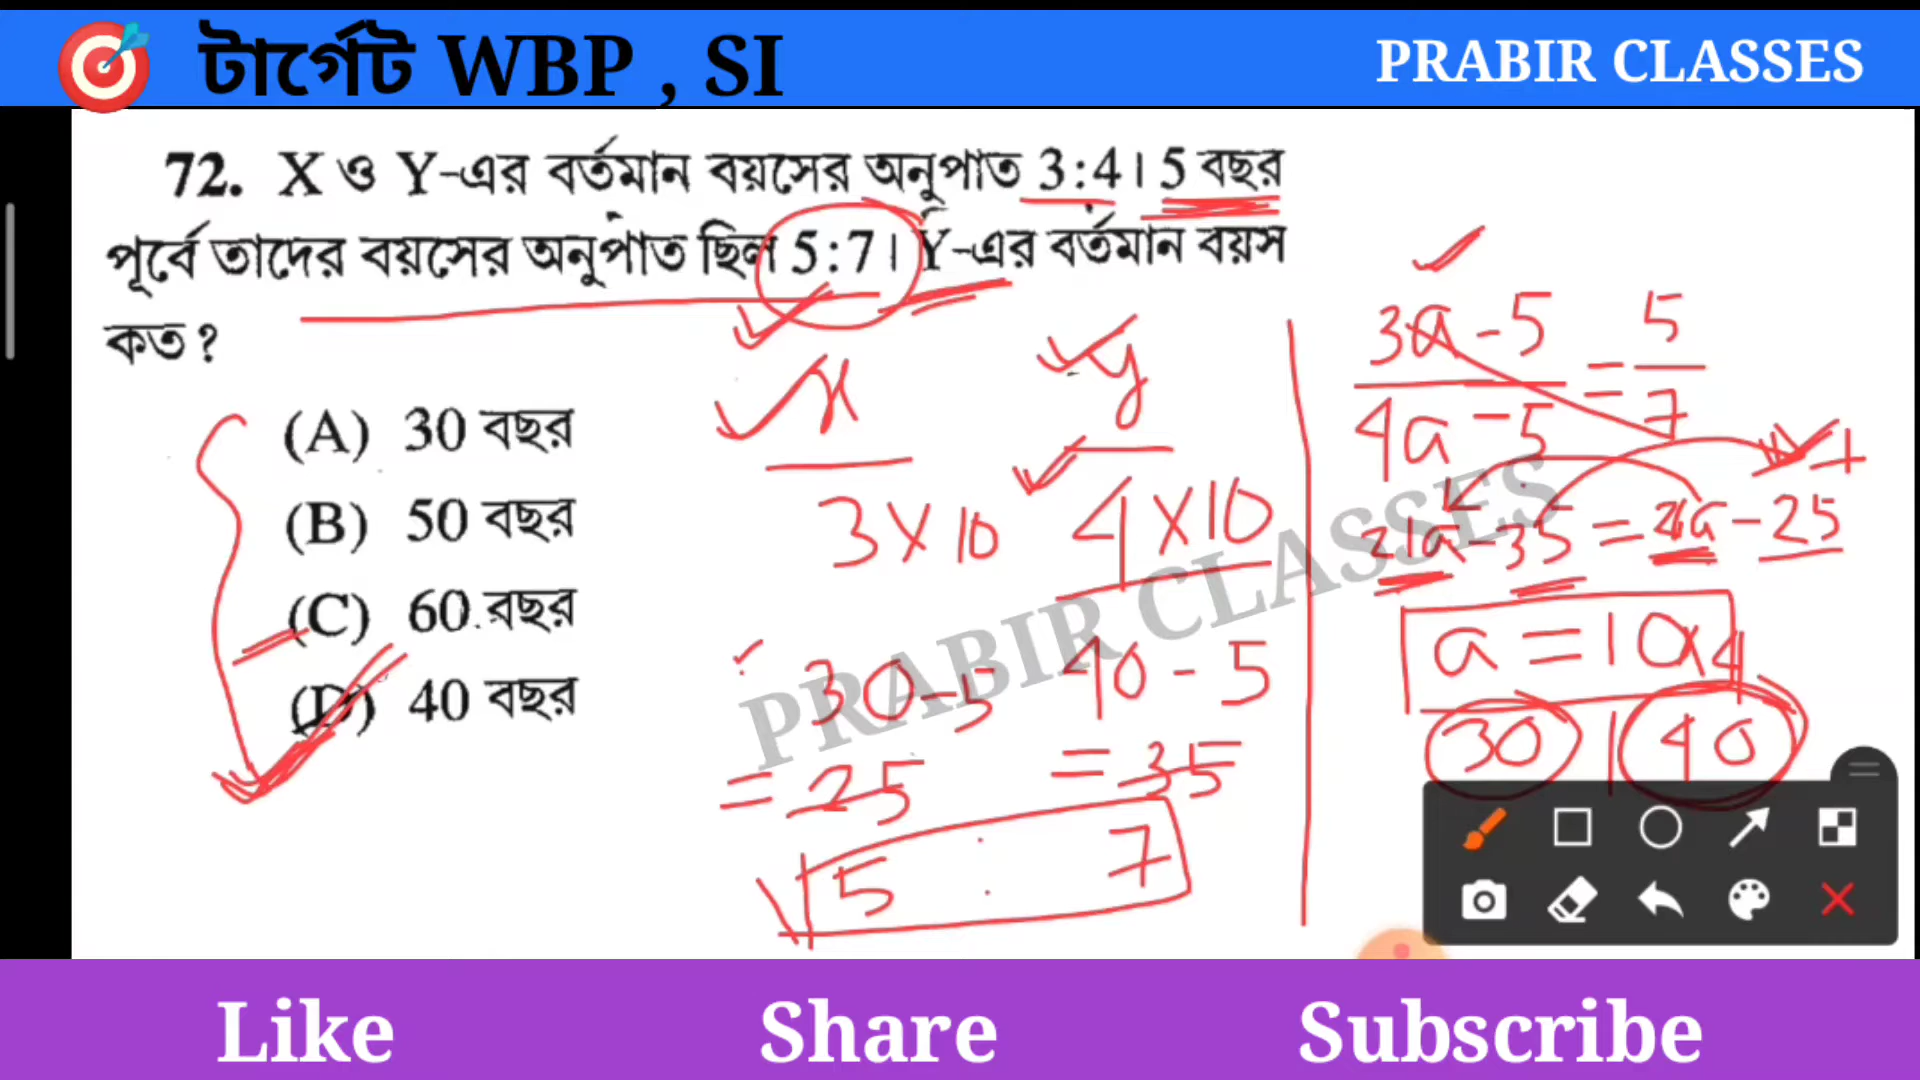 টার্গেট WBP , SI
PRABIR CLASSES
72. X ও Y-এর বর্তমান বয়সের অনুপাত 3:4। 5 বছর
পূর্বে তাদের বয়সের অনুপাত ছিল 5:7। Y-এর বর্তমান বয়স
কত?
(A) 30 বছর
(B) 50 বছর
(C) 60 বছর
(D) 40 বছর
x y
3×10 4×10
30-5 40-5
=25 =35
5 : 7
3a-5 / 4a-5 = 5/7
+
21a-35 = 20a-25
a=10×4
30 | 40
PRABIR CLASSES
Like Share Subscribe